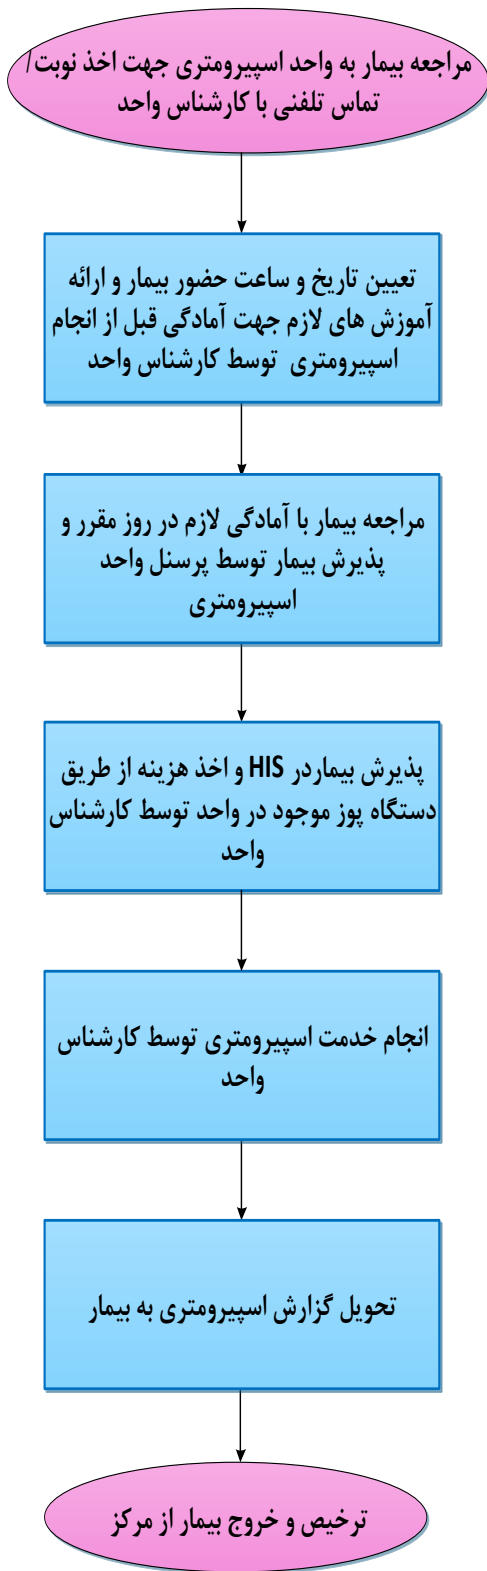 مراجعه بیمار به واحد اسپیرومتری جهت اخذ نوبت/
تماس تلفنی با کارشناس واحد
تعیین تاریخ و ساعت حضور بیمار و ارائه
آموزش های لازم جهت آمادگی قبل از انجام
اسپیرومتری توسط کارشناس واحد
مراجعه بیمار با آمادگی لازم در روز مقرر و
پذیرش بیمار توسط پرسنل واحد
اسپیرومتری
پذیرش بیماردر HIS و اخذ هزینه از طریق
دستگاه پوز موجود در واحد توسط کارشناس
واحد
انجام خدمت اسپیرومتری توسط کارشناس
واحد
تحویل گزارش اسپیرومتری به بیمار
ترخیص و خروج بیمار از مرکز